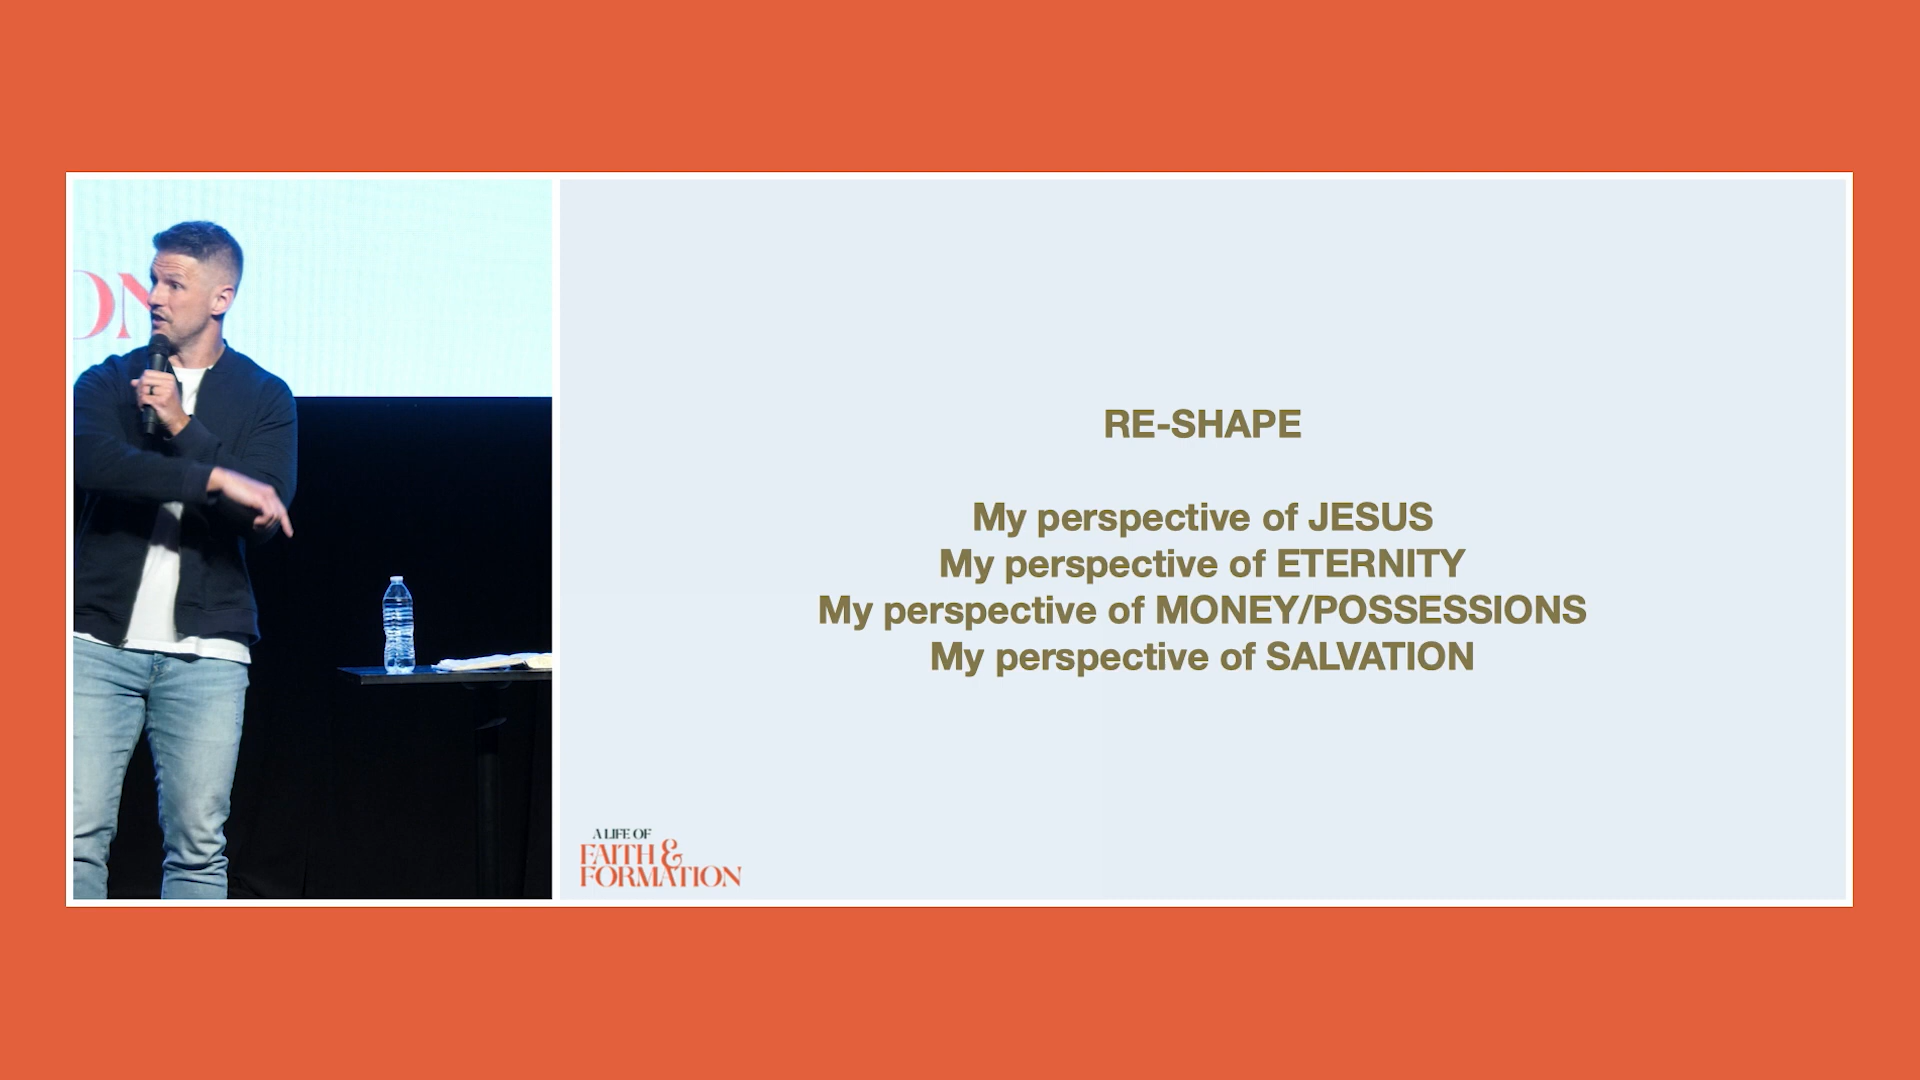 ON
RE-SHAPE
My perspective of JESUS
My perspective of ETERNITY
My perspective of MONEY/POSSESSIONS
My perspective of SALVATION
A LIFE OF
FAITH &
FORMATION